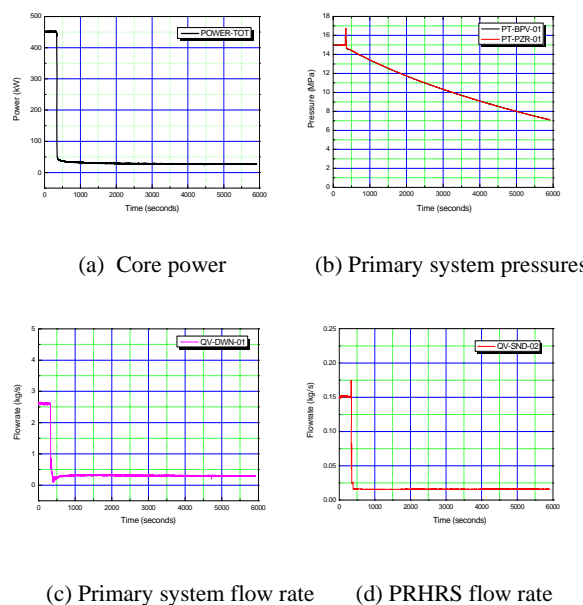 POWER-TOT
500
400
300
200
100
0
Power (kW)
0 1000 2000 3000 4000 5000 6000
Time (seconds)
(a) Core power
PT-BPV-01
PT-PZR-01
18
16
14
12
10
8
6
4
2
0
Pressure (MPa)
0 1000 2000 3000 4000 5000 6000
Time (seconds)
(b) Primary system pressures
QV-DWN-01
5
4
3
2
1
0
Flowrate (kg/s)
0 1000 2000 3000 4000 5000 6000
Time (seconds)
(c) Primary system flow rate
QV-SND-02
0.25
0.20
0.15
0.10
0.05
0.00
Flowrate (kg/s)
0 1000 2000 3000 4000 5000 6000
Time (seconds)
(d) PRHRS flow rate